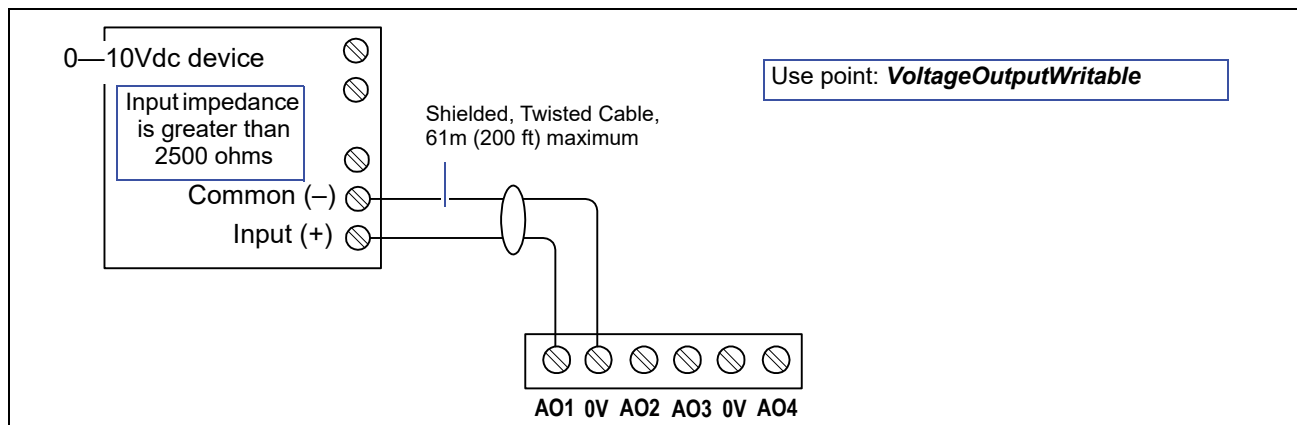 0—10Vdc device
Input impedance
is greater than
2500 ohms
Common (–)
Input (+)
Shielded, Twisted Cable,
61m (200 ft) maximum
Use point: VoltageOutputWritable
AO1 0V AO2 AO3 0V AO4